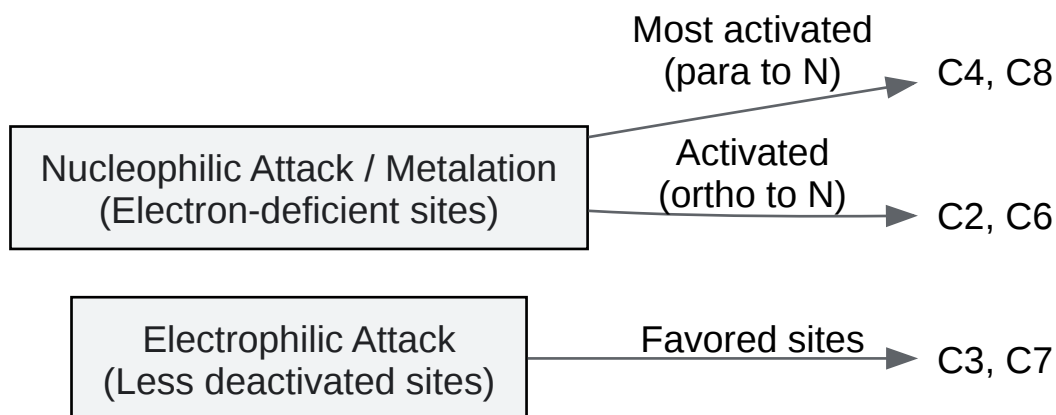 Most activated
(para to N)
C4, C8
Nucleophilic Attack / Metalation
(Electron-deficient sites)
Activated
(ortho to N)
C2, C6
Electrophilic Attack
(Less deactivated sites)
Favored sites
C3, C7